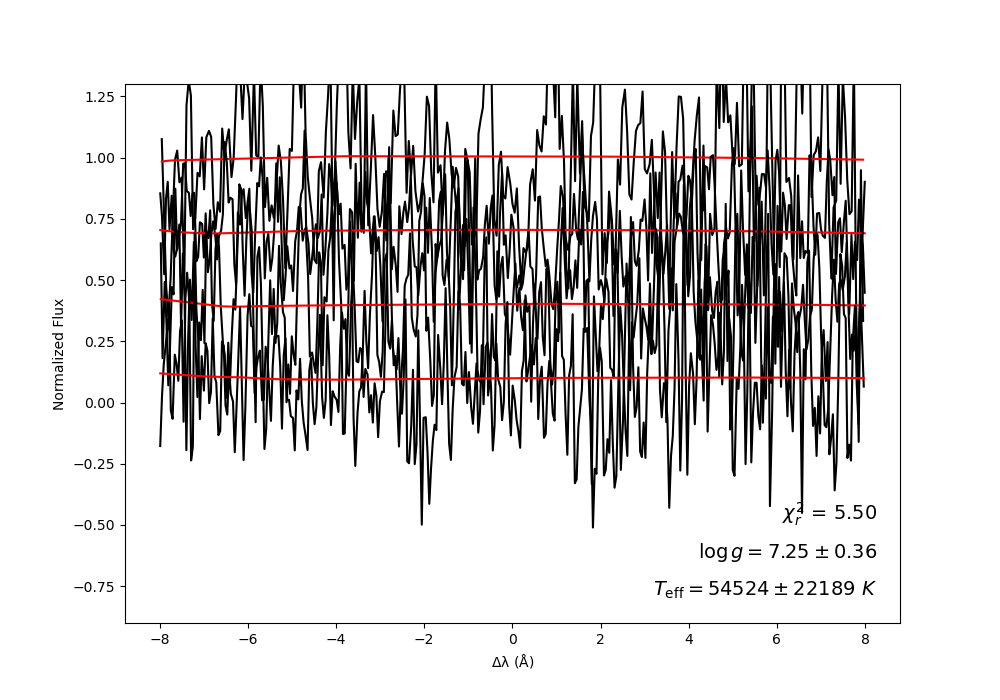 1.25
1.00
0.75
0.50
0.25
0.00
−0.25
−0.50
−0.75
Normalized Flux
χ²ᵣ = 5.50
log g = 7.25 ± 0.36
T_eff = 54524 ± 22189 K
−8 −6 −4 −2 0 2 4 6 8
Δλ (Å)